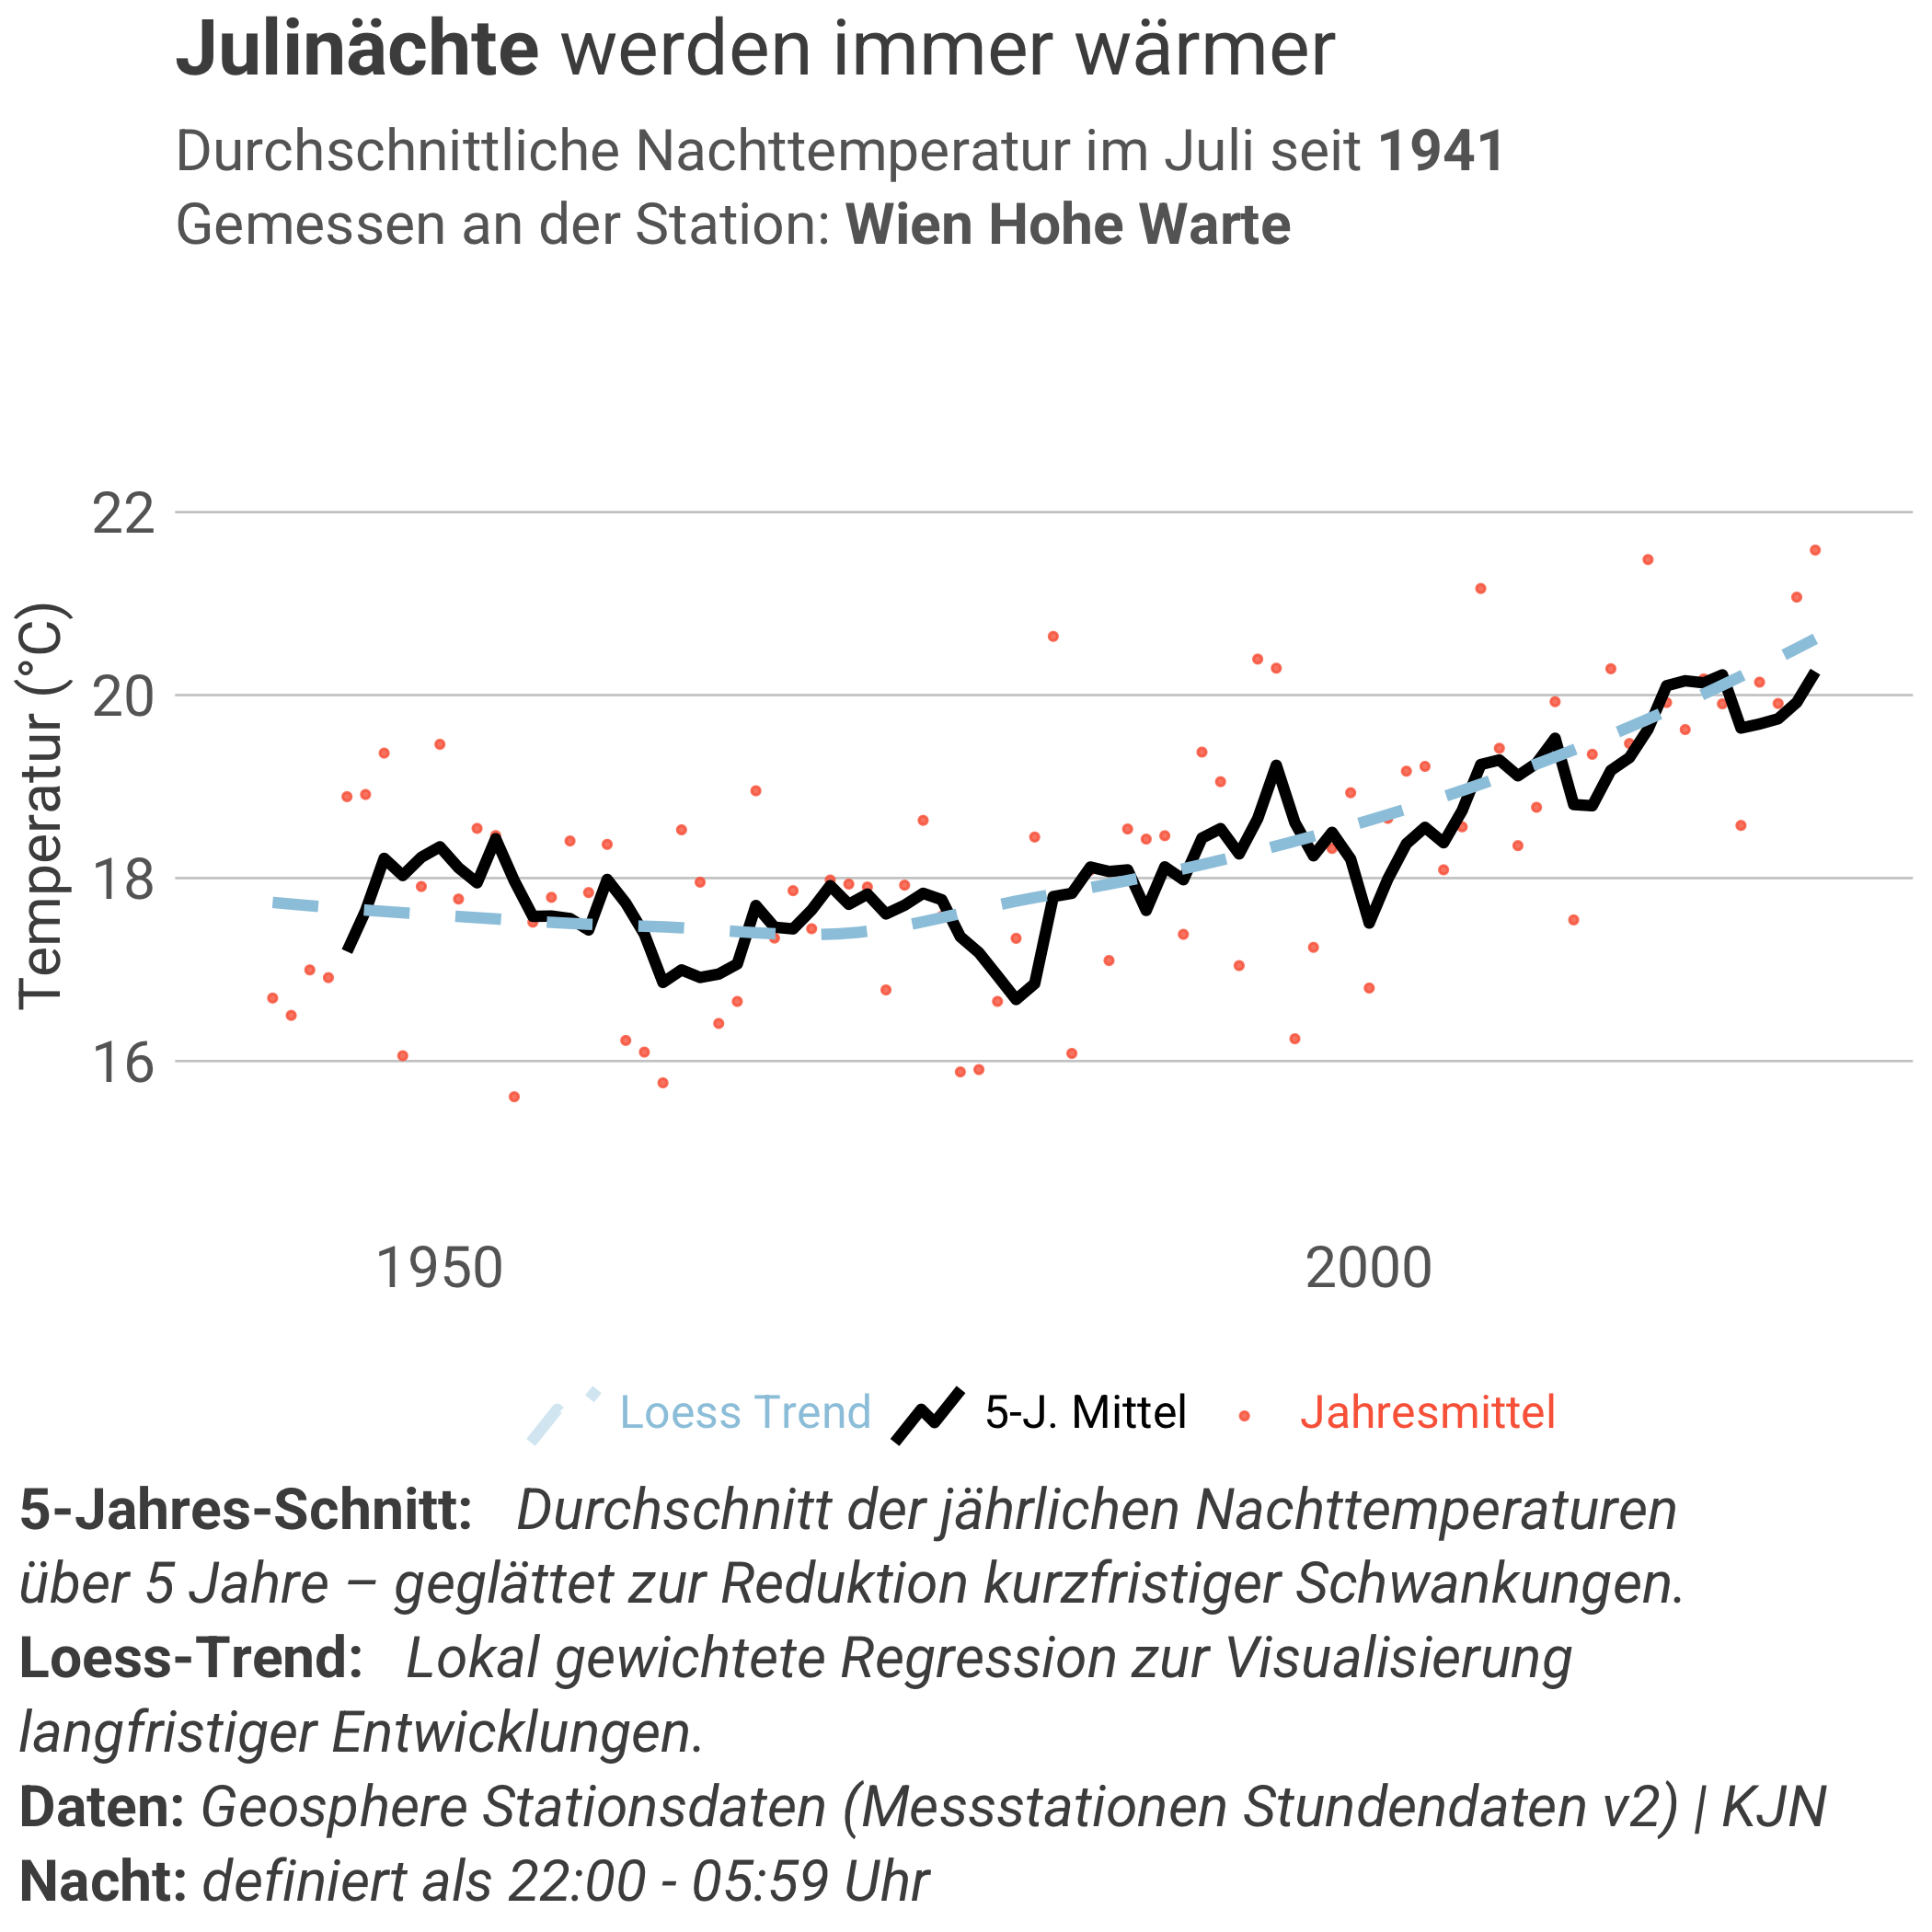 Julinächte werden immer wärmer
Durchschnittliche Nachttemperatur im Juli seit 1941
Gemessen an der Station: Wien Hohe Warte
Temperatur (°C)
22
20
18
16
1950 2000
Loess Trend 5-J. Mittel Jahresmittel
5-Jahres-Schnitt: Durchschnitt der jährlichen Nachttemperaturen
über 5 Jahre – geglättet zur Reduktion kurzfristiger Schwankungen.
Loess-Trend: Lokal gewichtete Regression zur Visualisierung
langfristiger Entwicklungen.
Daten: Geosphere Stationsdaten (Messstationen Stundendaten v2) | KJN
Nacht: definiert als 22:00 - 05:59 Uhr